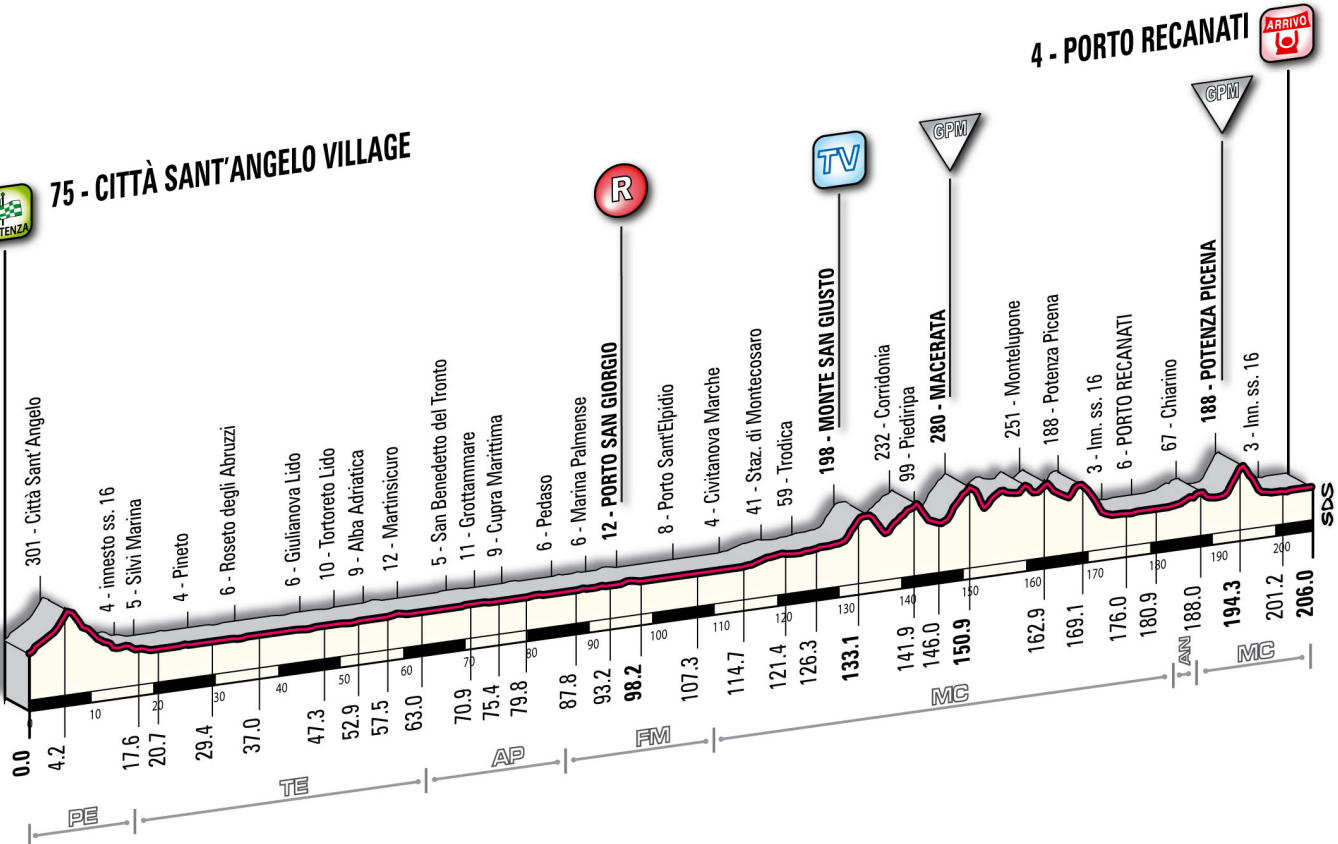 4 - PORTO RECANATI
ARRIVO
GPM
75 - CITTÀ SANT'ANGELO VILLAGE
TV
GPM
R
301 - Città Sant'Angelo
4 - innesto ss. 16
5 - Silvi Marina
4 - Pineto
6 - Roseto degli Abruzzi
6 - Giulianova Lido
10 - Tortoreto Lido
9 - Alba Adriatica
12 - Martinsicuro
5 - San Benedetto del Tronto
11 - Grottammare
9 - Cupra Marittima
6 - Pedaso
6 - Marina Palmense
12 - PORTO SAN GIORGIO
8 - Porto Sant'Elpidio
4 - Civitanova Marche
41 - Staz. di Montecosaro
59 - Trodica
198 - MONTE SAN GIUSTO
232 - Corridonia
99 - Piediripa
280 - MACERATA
251 - Montelupone
188 - Potenza Picena
3 - Inn. ss. 16
6 - PORTO RECANATI
67 - Chiarino
188 - POTENZA PICENA
3 - Inn. ss. 16
SDS
0
10
20
30
40
50
60
70
80
90
100
110
120
130
140
150
160
170
180
190
200
0.0
4.2
17.6
20.7
29.4
37.0
47.3
52.9
57.5
63.0
70.9
75.4
79.8
87.8
93.2
98.2
107.3
114.7
121.4
126.3
133.1
141.9
146.0
150.9
162.9
169.1
176.0
180.9
188.0
194.3
201.2
206.0
PE
TE
AP
FM
MC
AN
MC